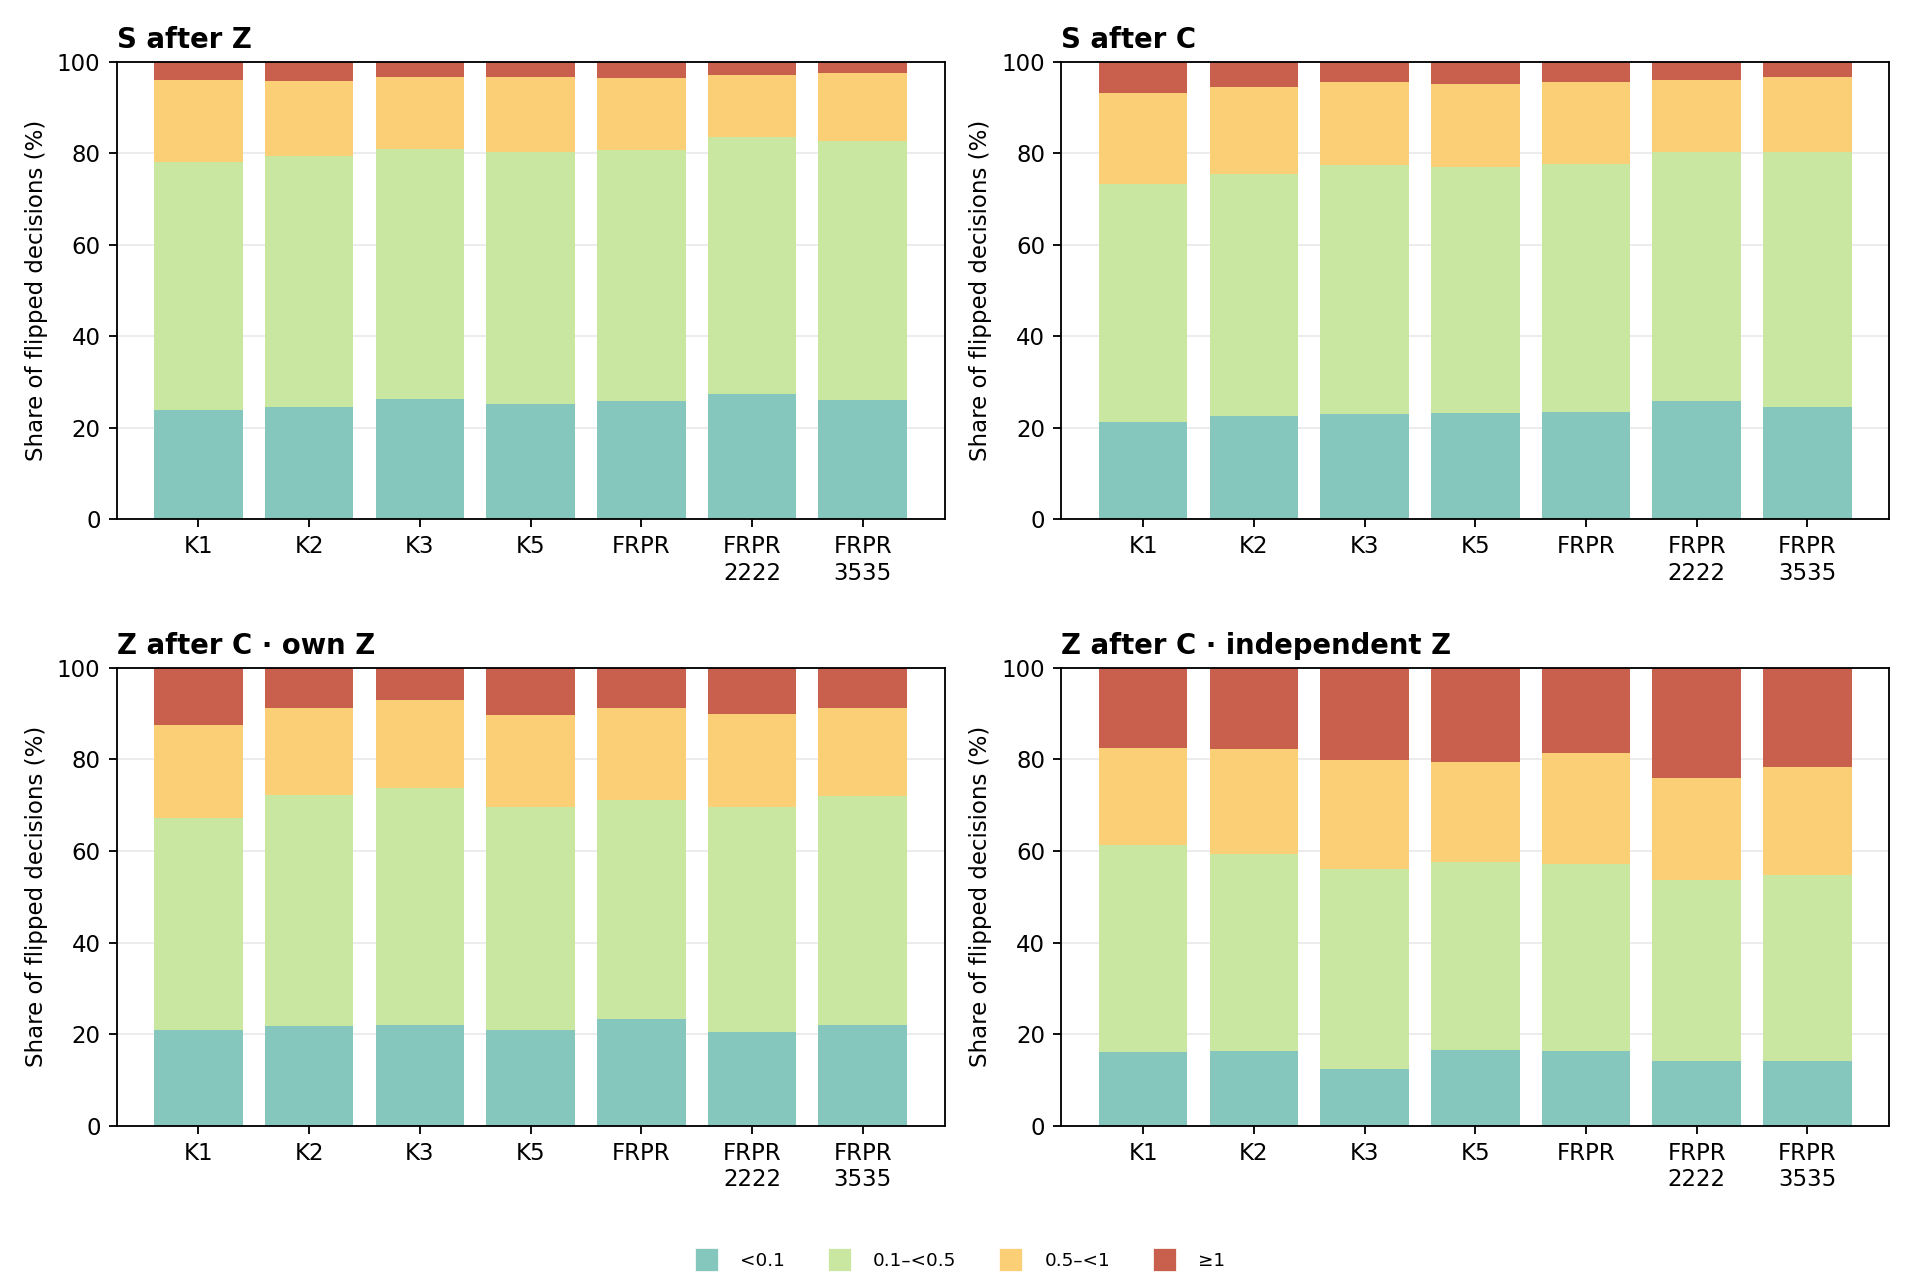 S after Z
Share of flipped decisions (%)
100
80
60
40
20
0
K1 K2 K3 K5 FRPR FRPR FRPR
2222 3535
S after C
Share of flipped decisions (%)
100
80
60
40
20
0
K1 K2 K3 K5 FRPR FRPR FRPR
2222 3535
Z after C · own Z
Share of flipped decisions (%)
100
80
60
40
20
0
K1 K2 K3 K5 FRPR FRPR FRPR
2222 3535
Z after C · independent Z
Share of flipped decisions (%)
100
80
60
40
20
0
K1 K2 K3 K5 FRPR FRPR FRPR
2222 3535
<0.1 0.1–<0.5 0.5–<1 ≥1